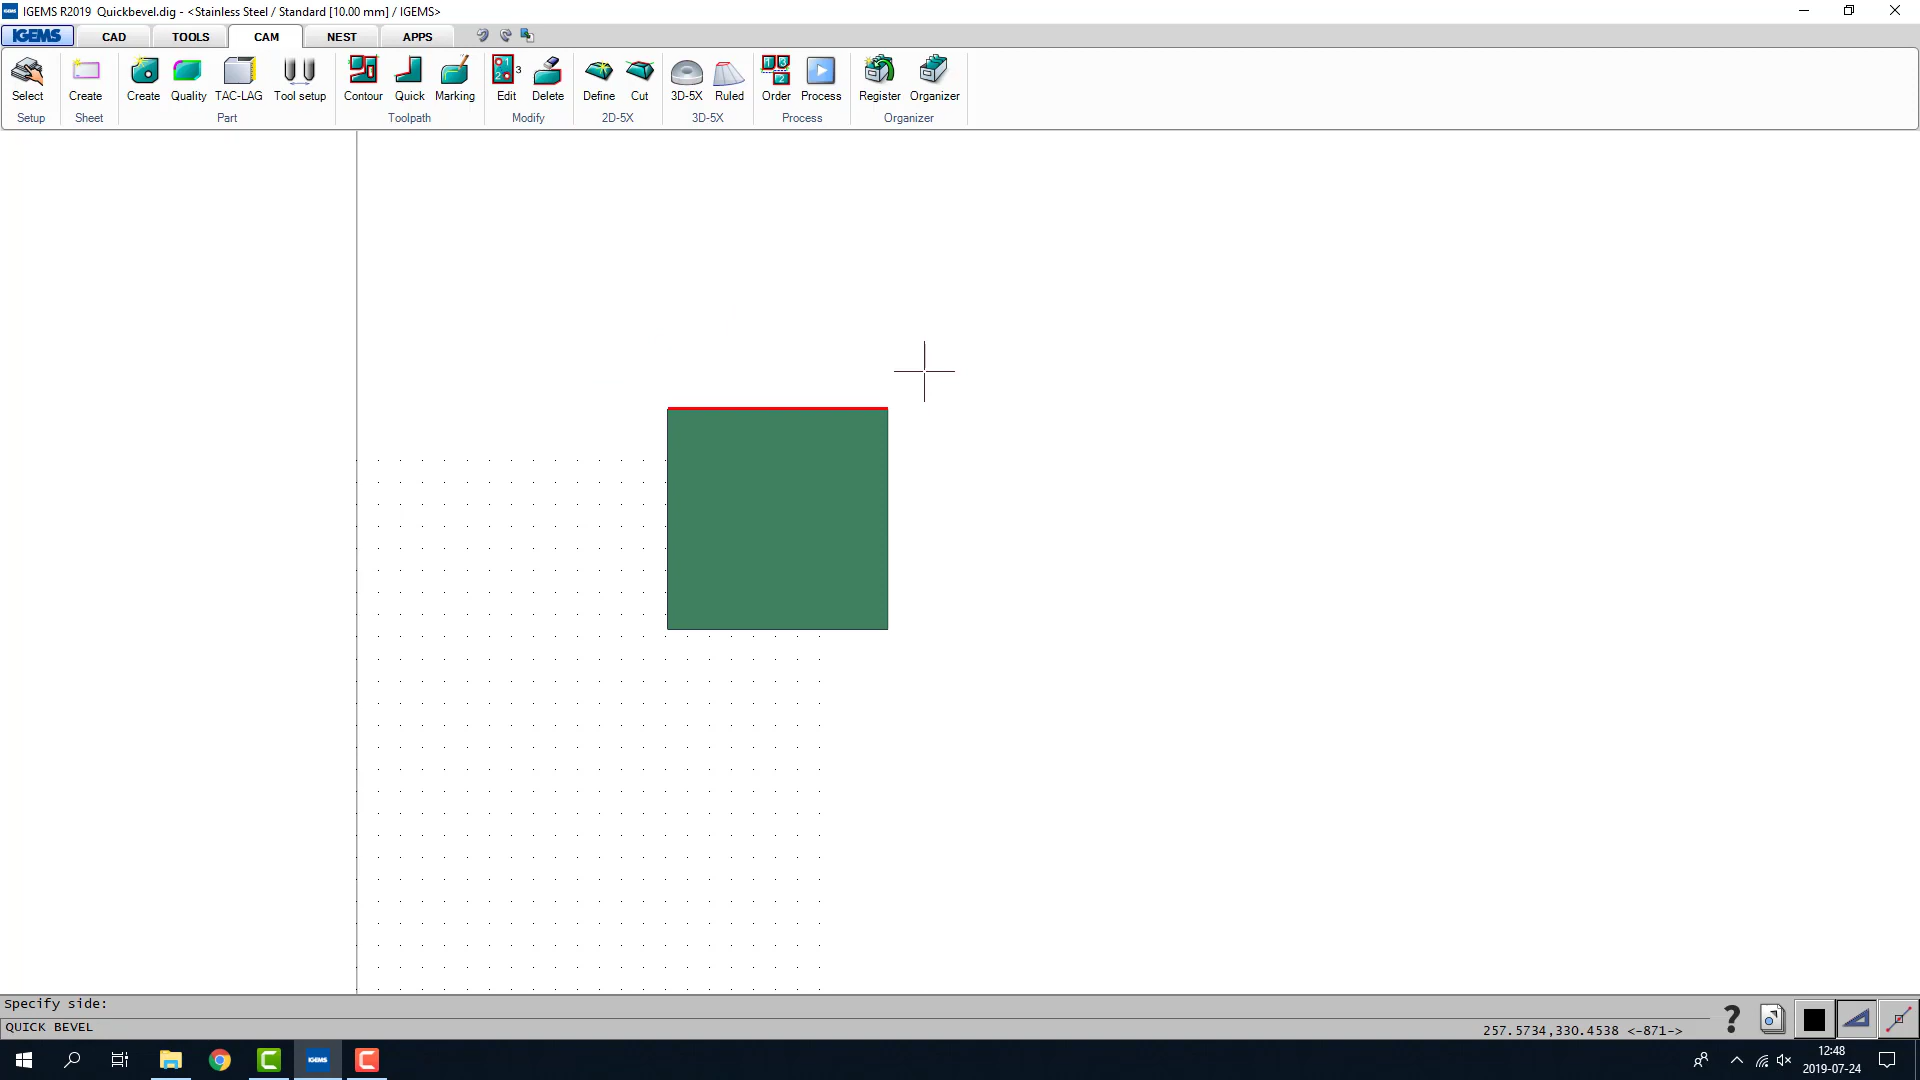 IGEMS R2019 Quickbevel.dig - <Stainless Steel / Standard [10.00 mm] / IGEMS>
IGEMS CAD TOOLS CAM NEST APPS
Select Create Create Quality TAC-LAG Tool setup Contour Quick Marking Edit Delete Define Cut 3D-5X Ruled Order Process Register Organizer
Setup Sheet Part Toolpath Modify 2D-5X 3D-5X Process Organizer
Specify side:
QUICK BEVEL
257.5734,330.4538 <-871->
12:48
2019-07-24